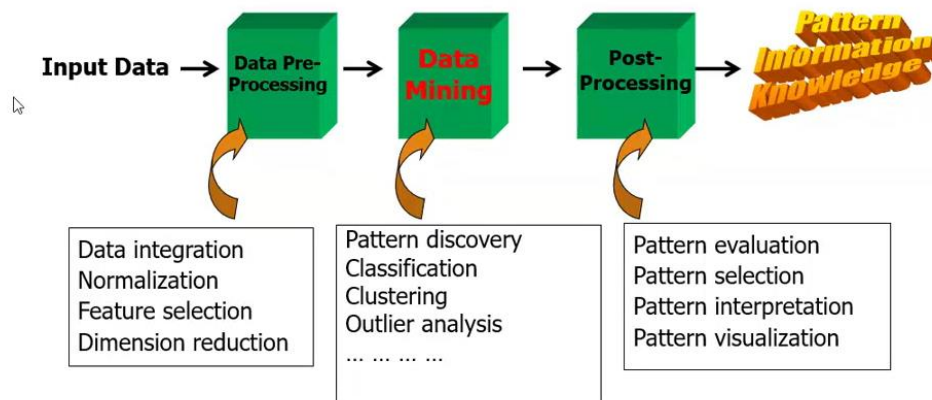 Input Data
Data Pre-
Processing
Data
Mining
Post-
Processing
Pattern
Information
Knowledge
Data integration
Normalization
Feature selection
Dimension reduction
Pattern discovery
Classification
Clustering
Outlier analysis
... ... ... ...
Pattern evaluation
Pattern selection
Pattern interpretation
Pattern visualization